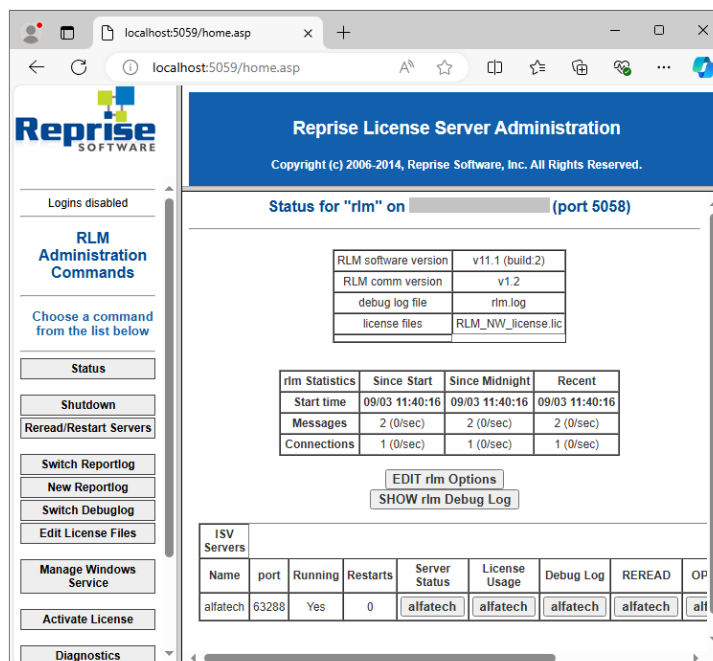 localhost:5059/home.asp
localhost:5059/home.asp
Reprise
SOFTWARE
Reprise License Server Administration
Copyright (c) 2006-2014, Reprise Software, Inc. All Rights Reserved.
Logins disabled
RLM
Administration
Commands
Choose a command
from the list below
Status
Shutdown
Reread/Restart Servers
Switch Reportlog
New Reportlog
Switch Debuglog
Edit License Files
Manage Windows
Service
Activate License
Diagnostics
Status for "rlm" on (port 5058)
RLM software version v11.1 (build:2)
RLM comm version v1.2
debug log file rlm.log
license files RLM_NW_license.lic
rlm Statistics Since Start Since Midnight Recent
Start time 09/03 11:40:16 09/03 11:40:16 09/03 11:40:16
Messages 2 (0/sec) 2 (0/sec) 2 (0/sec)
Connections 1 (0/sec) 1 (0/sec) 1 (0/sec)
EDIT rlm Options
SHOW rlm Debug Log
ISV
Servers
Name port Running Restarts Server Status License Usage Debug Log REREAD OP
alfatech 63288 Yes 0 alfatech alfatech alfatech alfatech alf